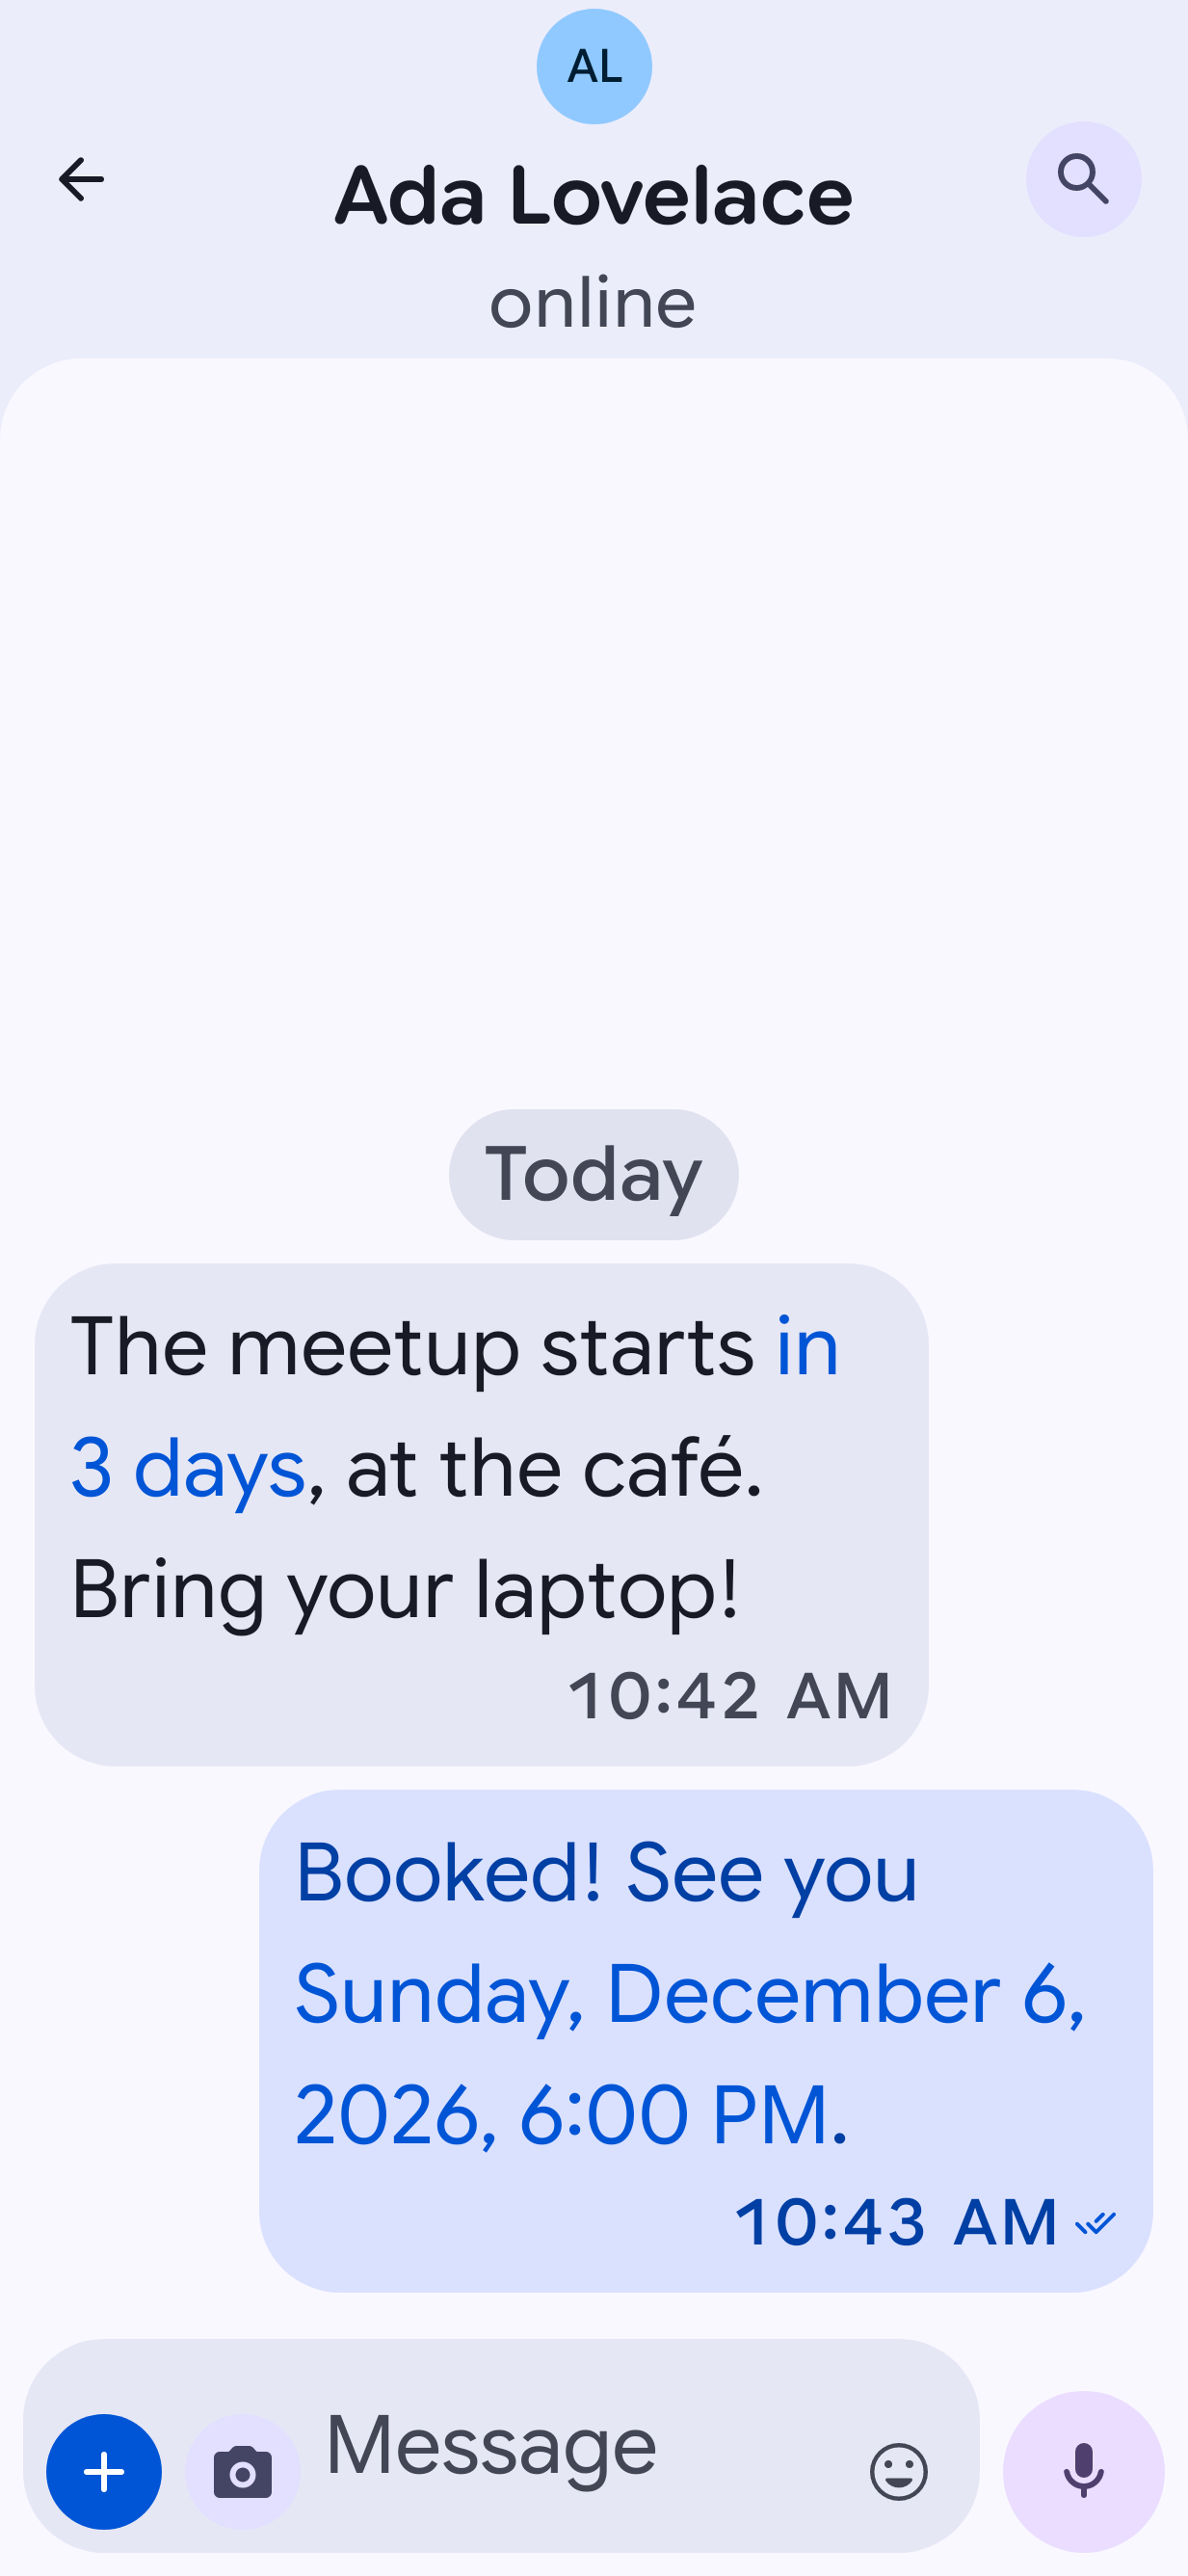 AL
Ada Lovelace
online
Today
The meetup starts in
3 days, at the café.
Bring your laptop!
10:42 AM
Booked! See you
Sunday, December 6,
2026, 6:00 PM.
10:43 AM
Message